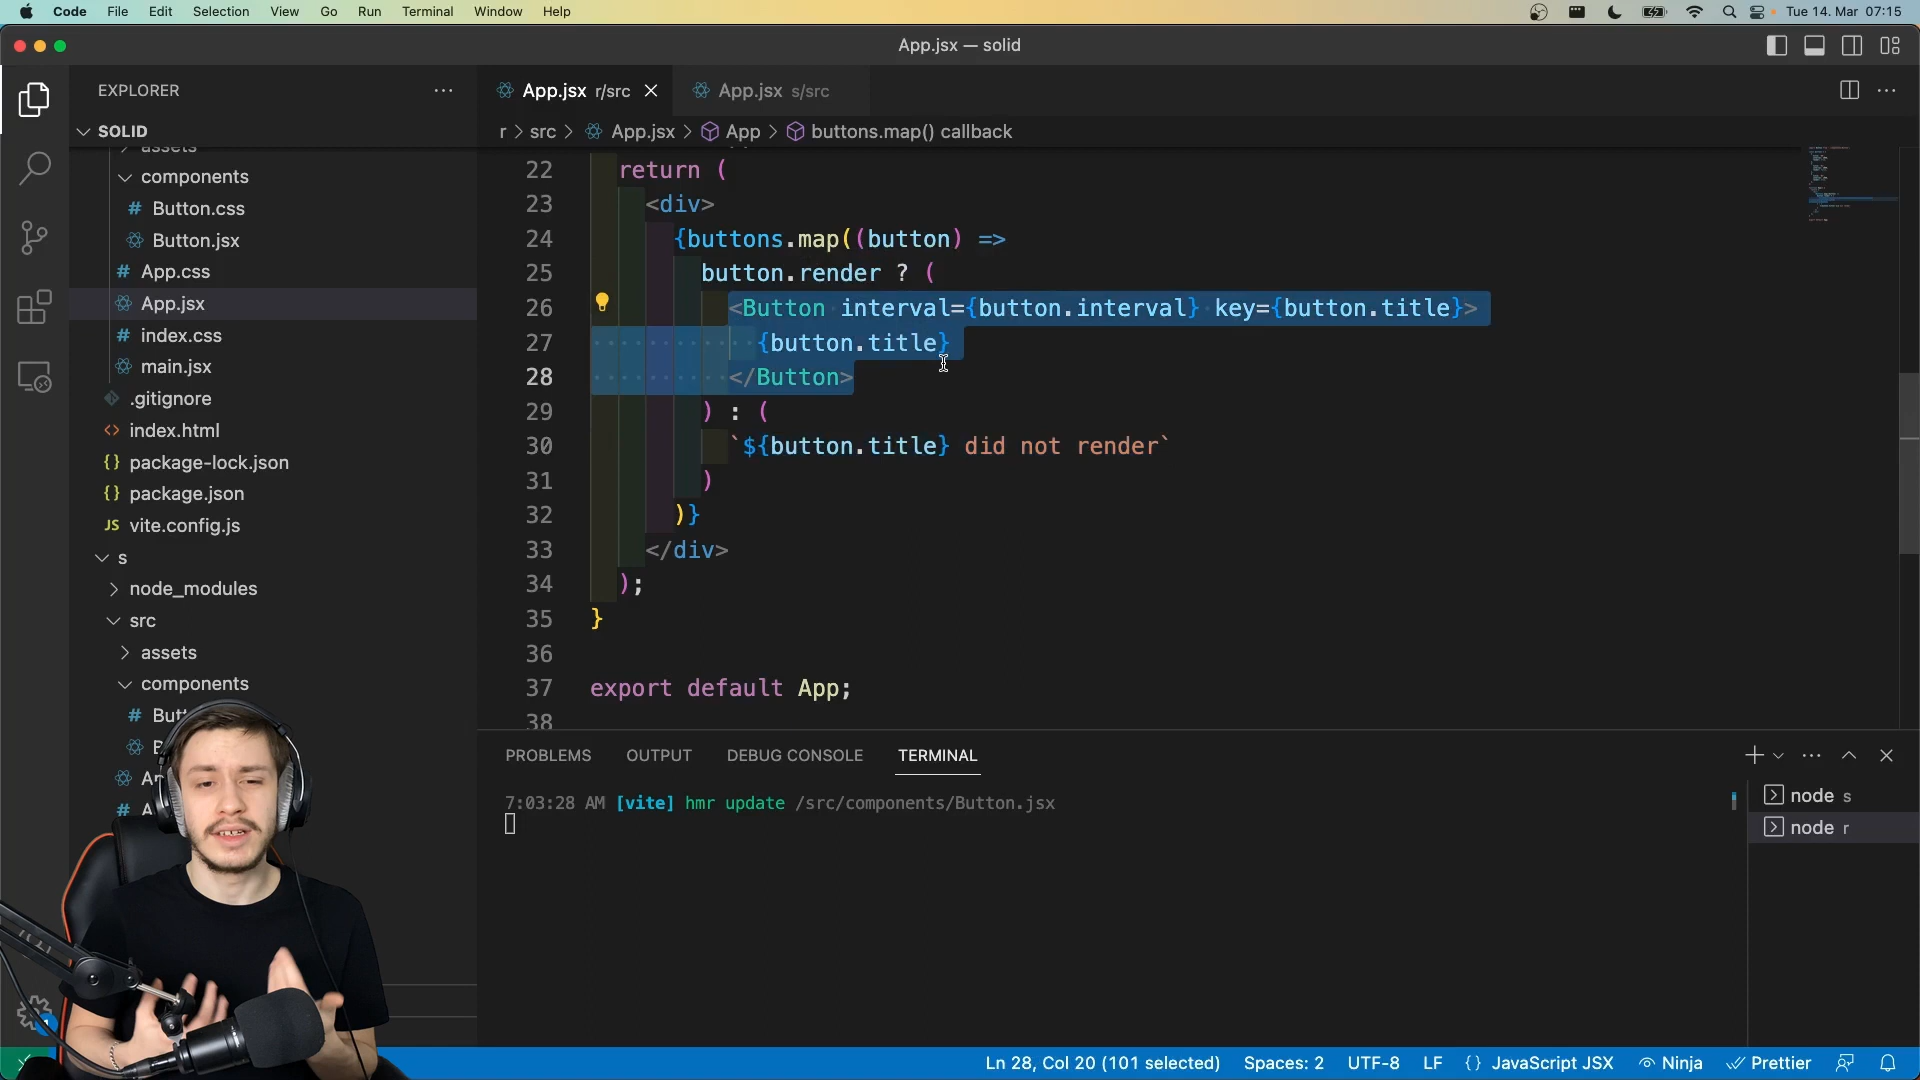 Code File Edit Selection View Go Run Terminal Window Help
Tue 14. Mar 07:15
App.jsx — solid
EXPLORER
SOLID
assets
components
# Button.css
Button.jsx
# App.css
App.jsx
# index.css
main.jsx
.gitignore
<> index.html
{} package-lock.json
{} package.json
JS vite.config.js
s
node_modules
src
assets
components
# But
B
Ap
# A
App.jsx r/src
App.jsx s/src
r > src > App.jsx > App > buttons.map() callback
22 return (
23 <div>
24 {buttons.map((button) =>
25 button.render ? (
26 <Button interval={button.interval} key={button.title}>
27 {button.title}
28 </Button>
29 ) : (
30 `${button.title} did not render`
31 )
32 )}
33 </div>
34 );
35 }
36
37 export default App;
38
PROBLEMS OUTPUT DEBUG CONSOLE TERMINAL
7:03:28 AM [vite] hmr update /src/components/Button.jsx
node s
node r
Ln 28, Col 20 (101 selected) Spaces: 2 UTF-8 LF {} JavaScript JSX Ninja Prettier